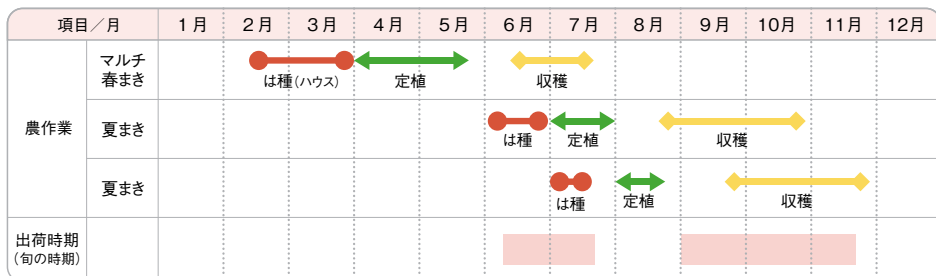 項目／月 1月 2月 3月 4月 5月 6月 7月 8月 9月 10月 11月 12月
農作業
マルチ
春まき
は種(ハウス) 定植 収穫
夏まき
は種 定植 収穫
夏まき
は種 定植 収穫
出荷時期
(旬の時期)